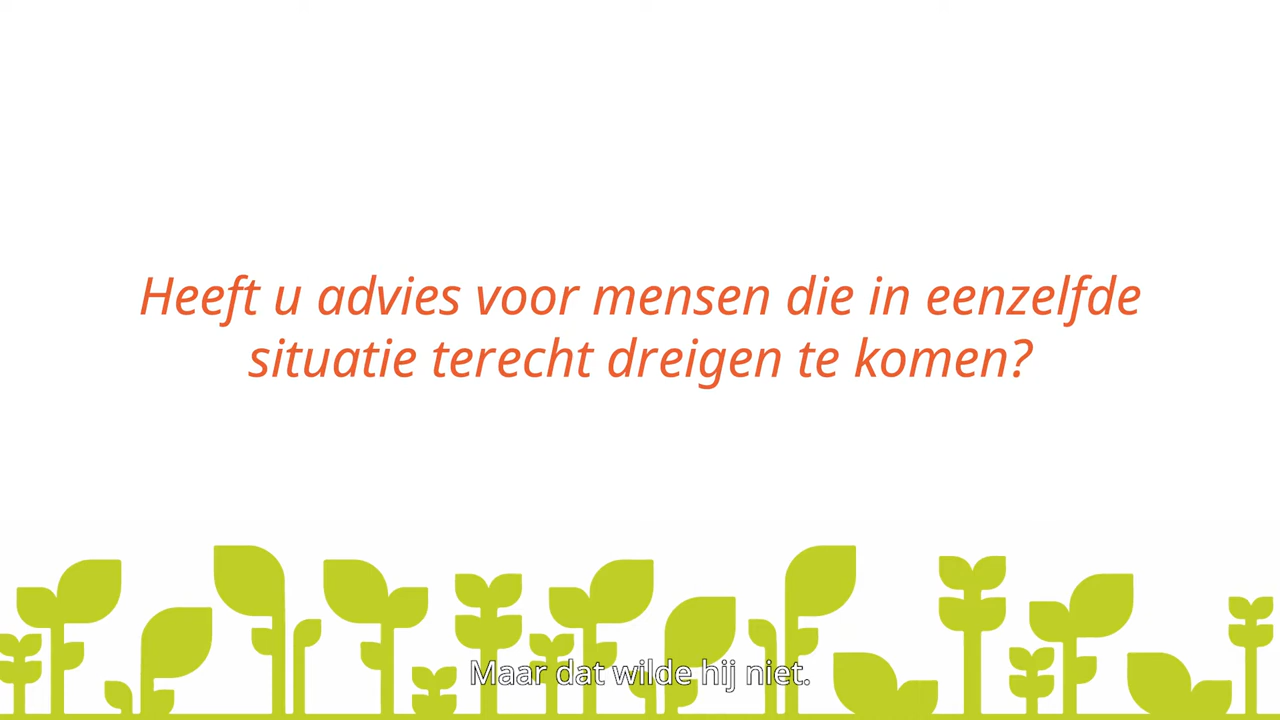 Heeft u advies voor mensen die in eenzelfde
situatie terecht dreigen te komen?
Maar dat wilde hij niet.